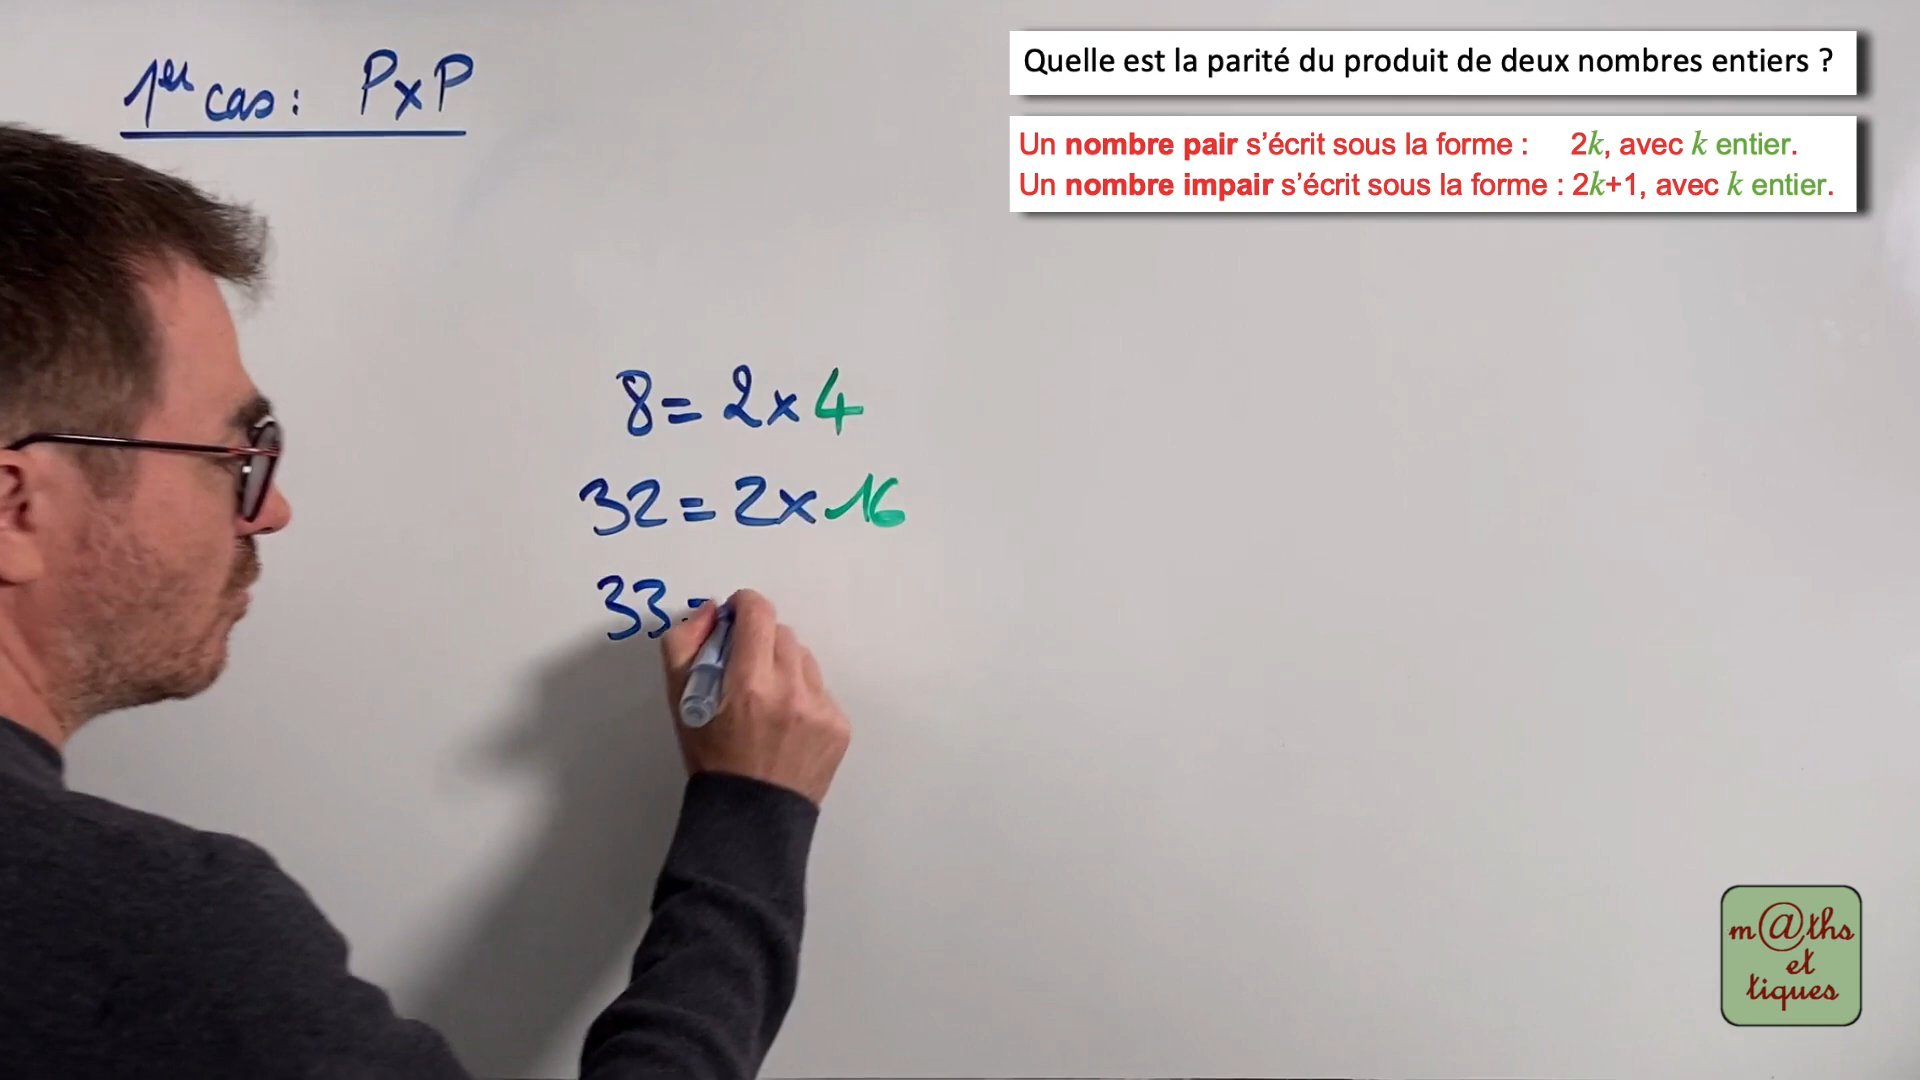 1er cas : P x P
Quelle est la parité du produit de deux nombres entiers ?
Un nombre pair s’écrit sous la forme : 2k, avec k entier.
Un nombre impair s’écrit sous la forme : 2k+1, avec k entier.
8 = 2 x 4
32 = 2 x 16
33 =
m@ths
et
tiques